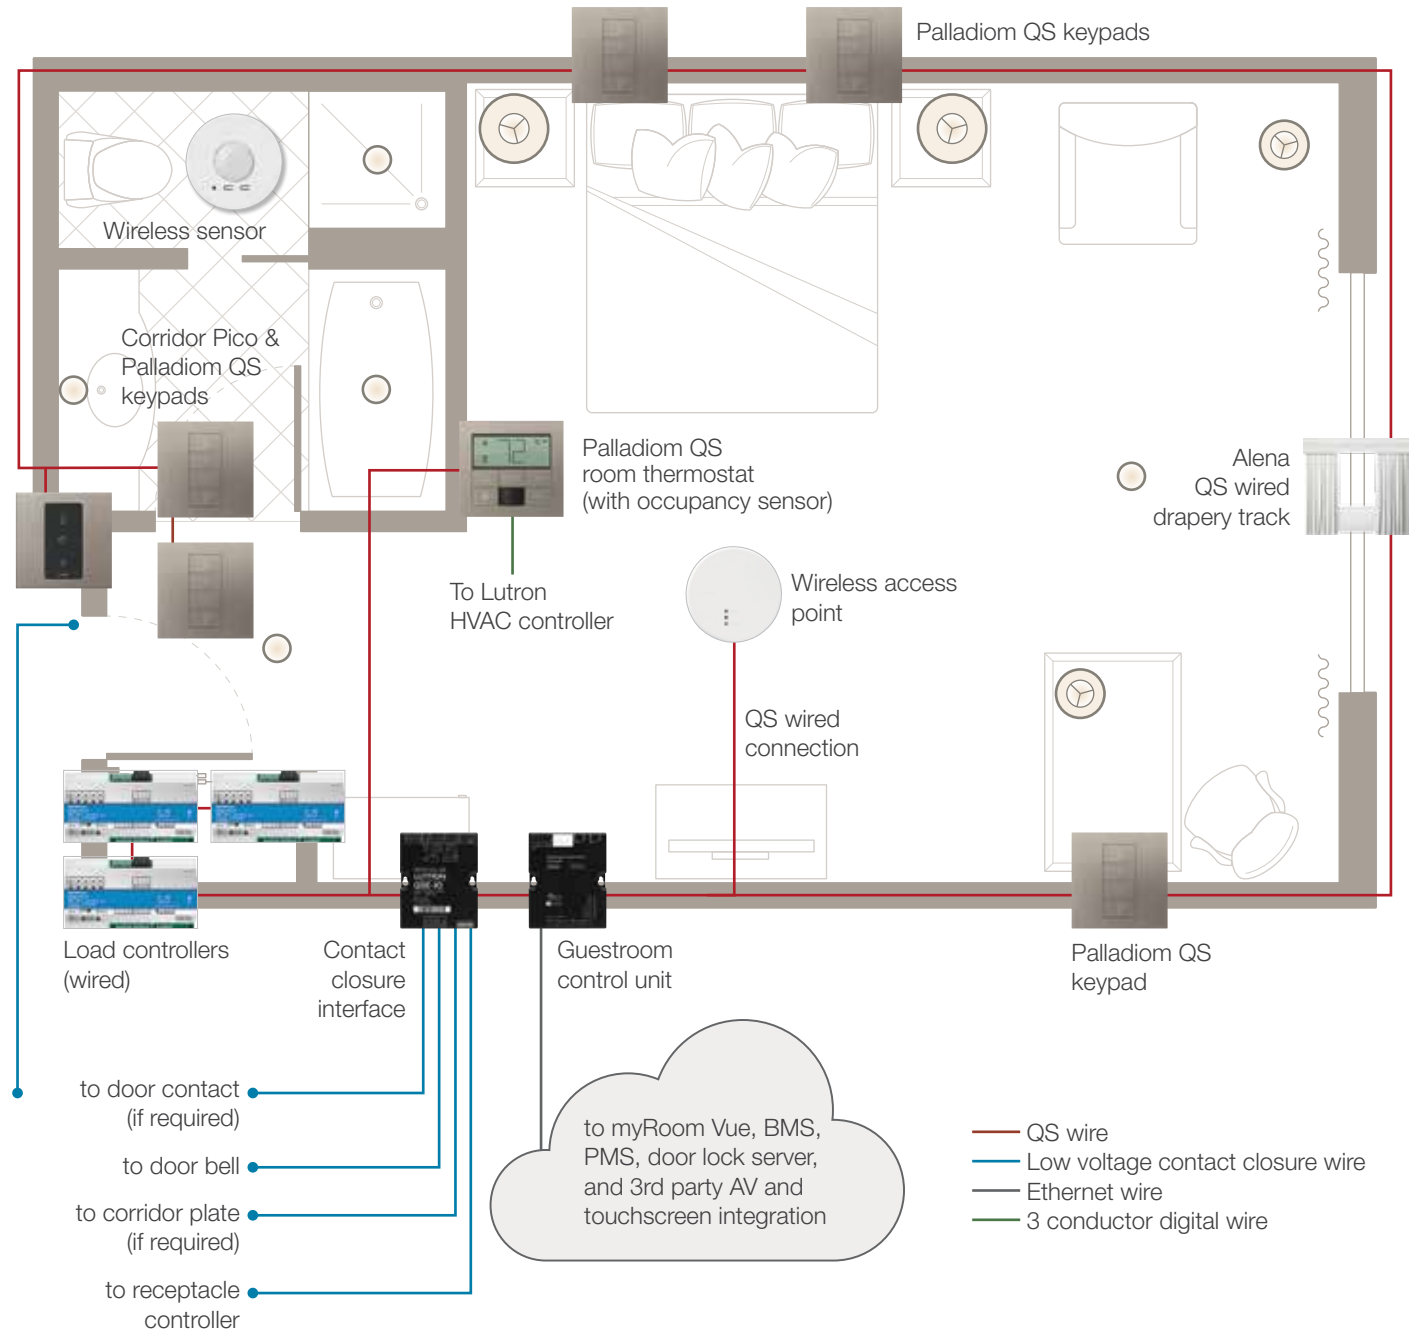 Palladiom QS keypads
Wireless sensor
Corridor Pico &
Palladiom QS
keypads
Palladiom QS
room thermostat
(with occupancy sensor)
Alena
QS wired
drapery track
To Lutron
HVAC controller
Wireless access
point
QS wired
connection
Load controllers
(wired)
Contact
closure
interface
Guestroom
control unit
Palladiom QS
keypad
to door contact
(if required)
to door bell
to corridor plate
(if required)
to receptacle
controller
to myRoom Vue, BMS,
PMS, door lock server,
and 3rd party AV and
touchscreen integration
QS wire
Low voltage contact closure wire
Ethernet wire
3 conductor digital wire